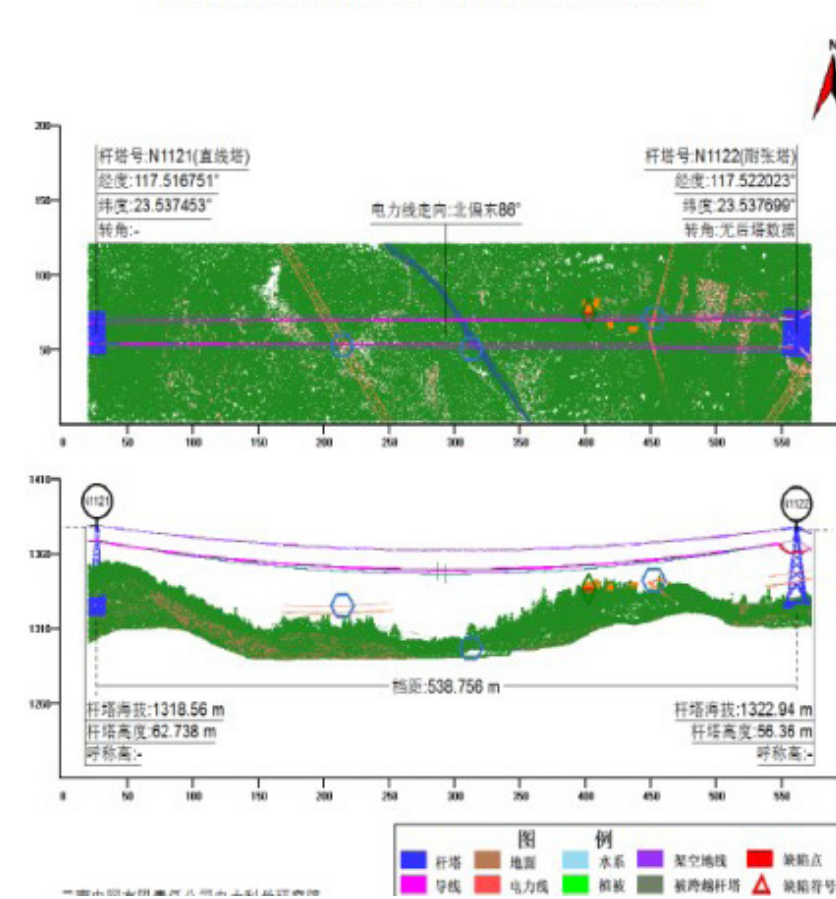 N
200
杆塔号:N1121(直线塔)
杆塔号:N1122(耐张塔)
经度:117.516751°
经度:117.522023°
150
纬度:23.537453°
电力线走向:北偏东86°
纬度:23.537699°
转角:-
转角:无后塔数据
100
50
0 50 100 150 200 250 300 350 400 450 500 550
1410
N1121
N1122
1360
1310
档距:538.756 m
1260
杆塔海拔:1318.56 m
杆塔海拔:1322.94 m
杆塔高度:62.738 m
杆塔高度:56.36 m
呼称高:-
呼称高:-
0 50 100 150 200 250 300 350 400 450 500 550
图 例
杆塔 地面 水系 架空地线 缺陷点
导线 电力线 植被 被跨越杆塔 缺陷符号